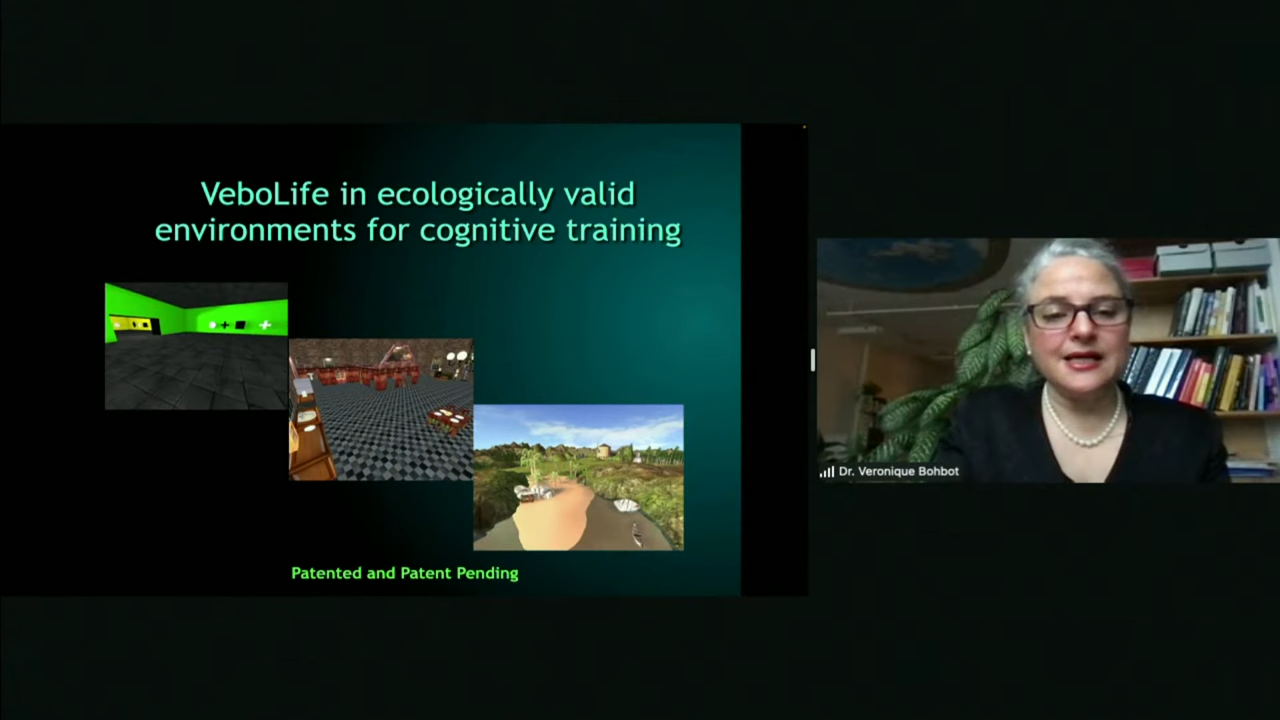 VeboLife in ecologically valid
environments for cognitive training
Patented and Patent Pending
Dr. Veronique Bohbot